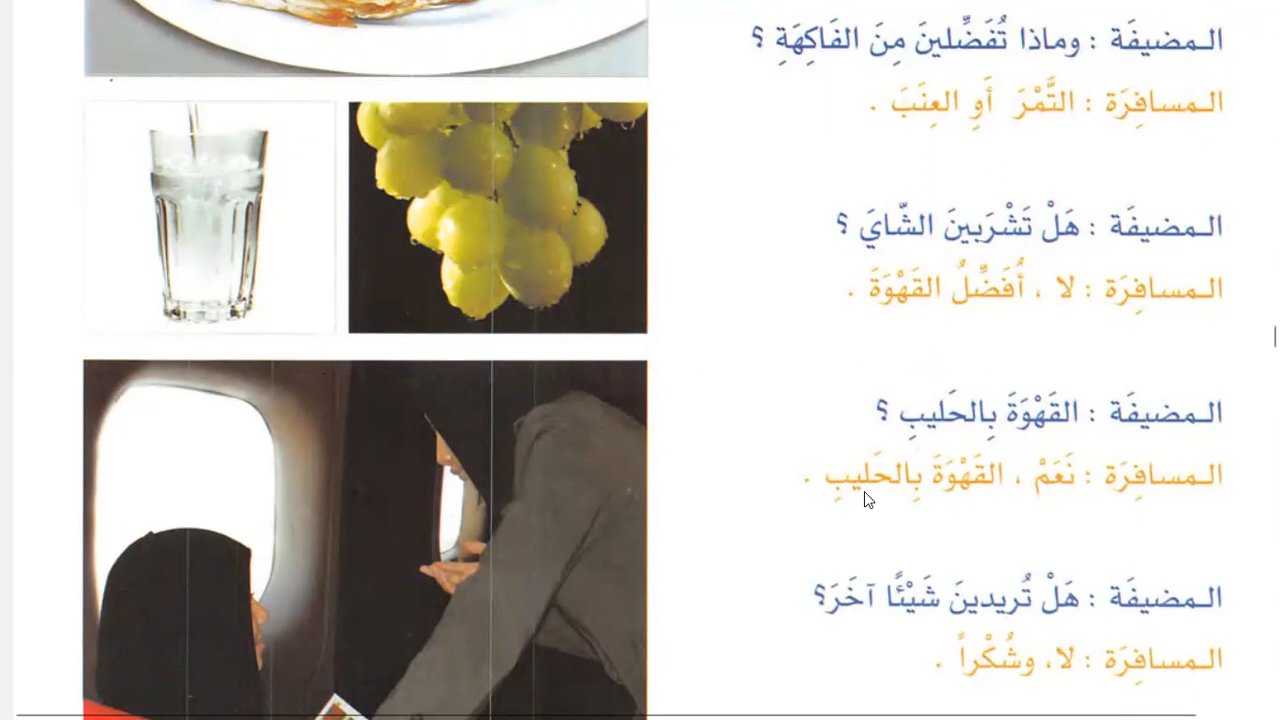 المضيفَة : وماذا تُفَضِّلينَ مِنَ الفَاكِهَةِ ؟
المسافِرَة : التَّمْرَ أَوِ العِنَبَ .
المضيفَة : هَلْ تَشْرَبينَ الشّايَ ؟
المسافِرَة : لا ، أُفَضِّلُ القَهْوَةَ .
المضيفَة : القَهْوَةَ بِالحَليبِ ؟
المسافِرَة : نَعَمْ ، القَهْوَةَ بِالحَليبِ .
المضيفَة : هَلْ تُريدينَ شَيْئًا آخَرَ؟
المسافِرَة : لا، وشُكْراً .